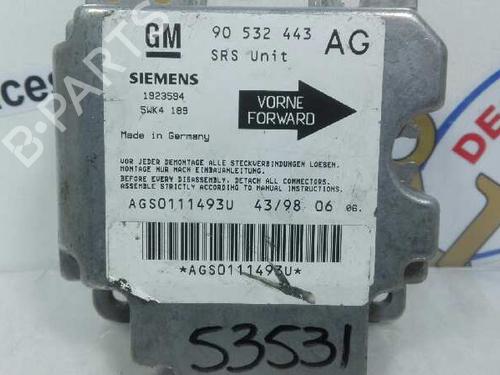 GM 90 532 443 AG
SRS Unit
SIEMENS
1923594
5WK4 189
VORNE
FORWARD
Made in Germany
VOR JEDER DEMONTAGE ALLE STECKVERBINDUNGEN LOESEN.
MONTAGE NUR MACH EINBAUANLEITUNG.
BEFORE EVERY DISASSEMBLY, DETACH ALL CONNECTORS.
ASSEMBLE STRICTLY ACCORDING TO MANUAL INSTRUCTIONS.
AGS0111493U 43/98 06 06.
*AGS0111493U*
53531
B-PARTS